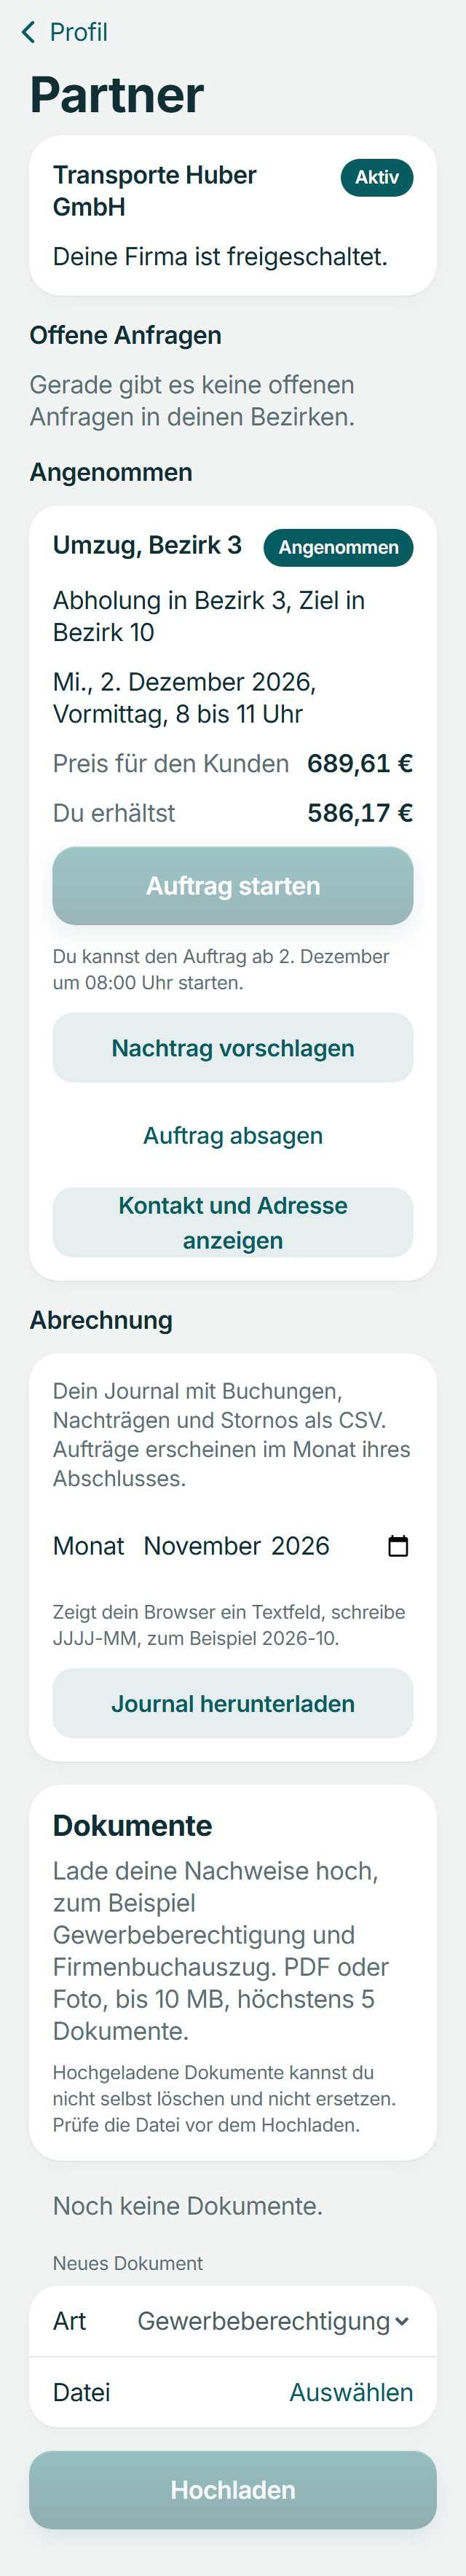 Profil
Partner
Transporte Huber
GmbH
Aktiv
Deine Firma ist freigeschaltet.
Offene Anfragen
Gerade gibt es keine offenen
Anfragen in deinen Bezirken.
Angenommen
Umzug, Bezirk 3
Angenommen
Abholung in Bezirk 3, Ziel in
Bezirk 10
Mi., 2. Dezember 2026,
Vormittag, 8 bis 11 Uhr
Preis für den Kunden 689,61 €
Du erhältst 586,17 €
Auftrag starten
Du kannst den Auftrag ab 2. Dezember
um 08:00 Uhr starten.
Nachtrag vorschlagen
Auftrag absagen
Kontakt und Adresse
anzeigen
Abrechnung
Dein Journal mit Buchungen,
Nachträgen und Stornos als CSV.
Aufträge erscheinen im Monat ihres
Abschlusses.
Monat November 2026
Zeigt dein Browser ein Textfeld, schreibe
JJJJ-MM, zum Beispiel 2026-10.
Journal herunterladen
Dokumente
Lade deine Nachweise hoch,
zum Beispiel
Gewerbeberechtigung und
Firmenbuchauszug. PDF oder
Foto, bis 10 MB, höchstens 5
Dokumente.
Hochgeladene Dokumente kannst du
nicht selbst löschen und nicht ersetzen.
Prüfe die Datei vor dem Hochladen.
Noch keine Dokumente.
Neues Dokument
Art Gewerbeberechtigung
Datei Auswählen
Hochladen